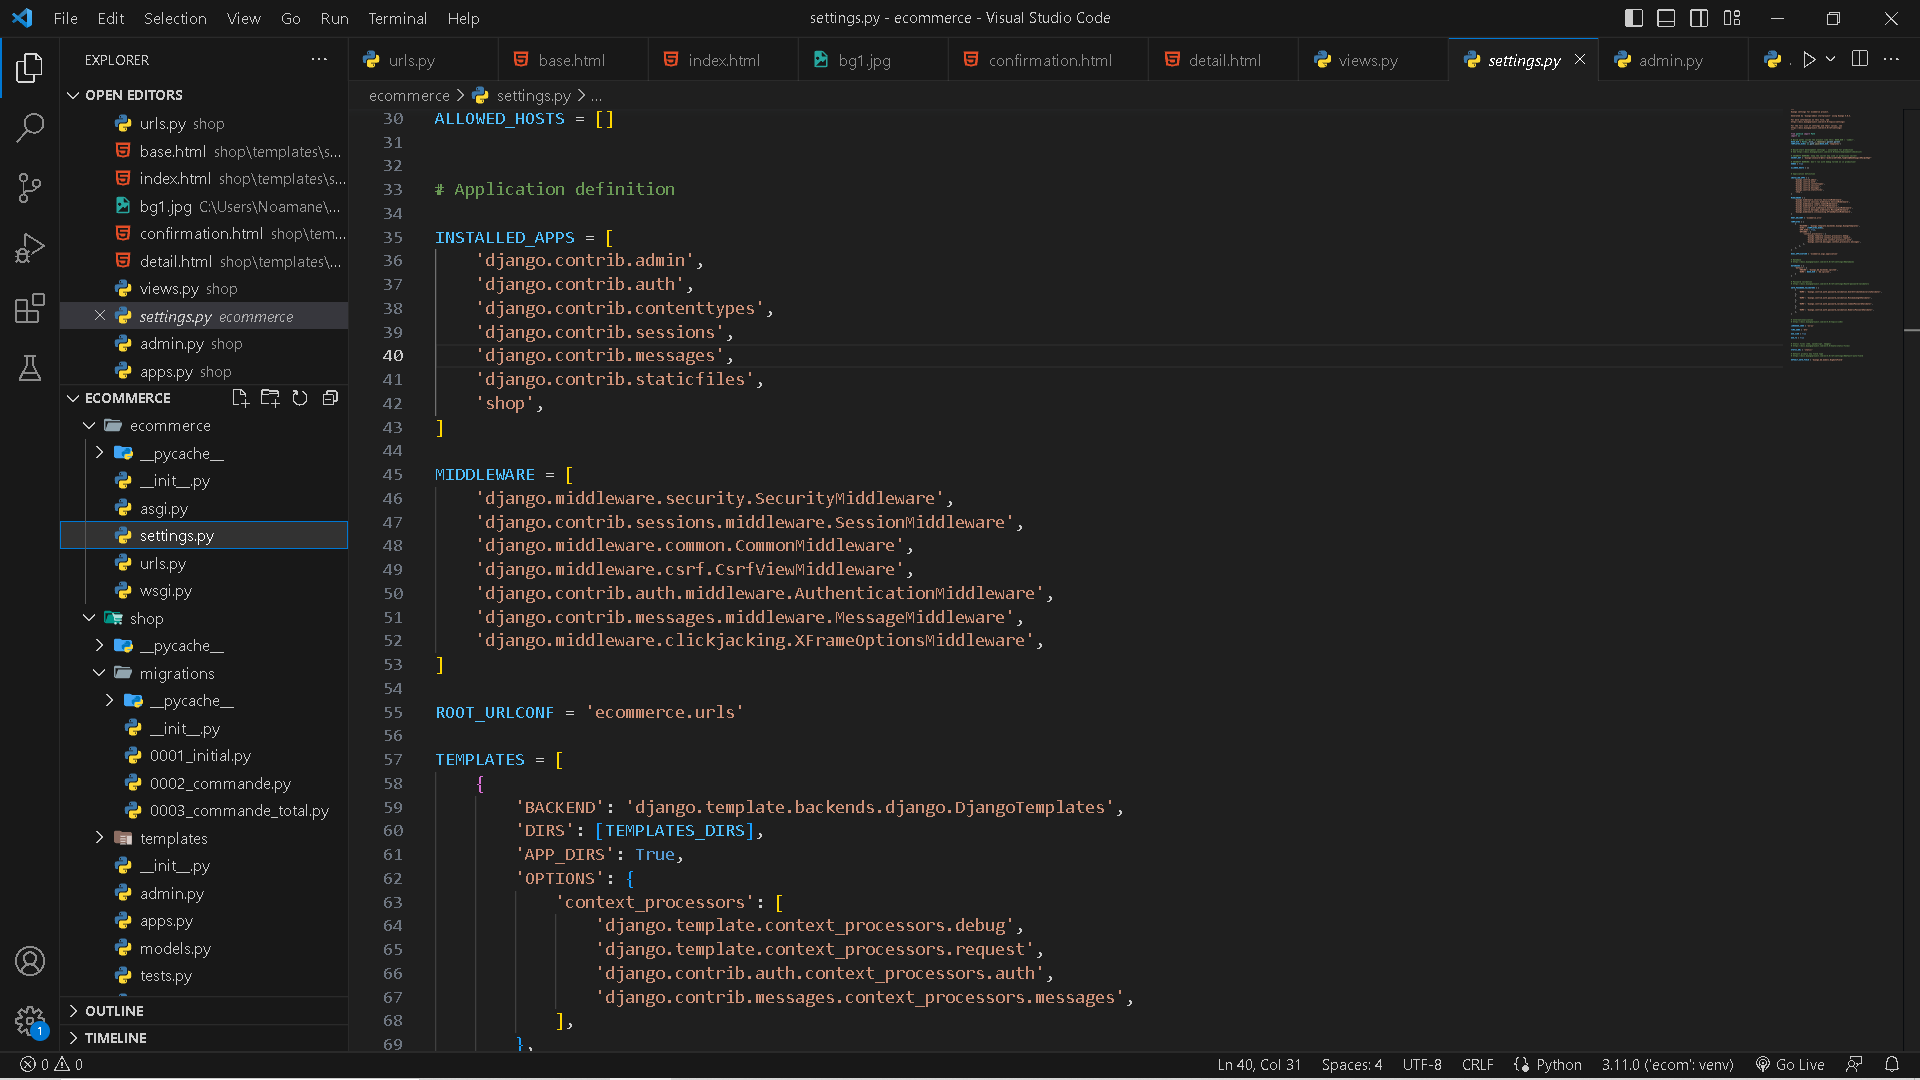 File Edit Selection View Go Run Terminal Help
settings.py - ecommerce - Visual Studio Code
EXPLORER
OPEN EDITORS
urls.py shop
base.html shop\templates\s...
index.html shop\templates\s...
bg1.jpg C:\Users\Noamane\...
confirmation.html shop\tem...
detail.html shop\templates\...
views.py shop
settings.py ecommerce
admin.py shop
apps.py shop
ECOMMERCE
ecommerce
__pycache__
__init__.py
asgi.py
settings.py
urls.py
wsgi.py
shop
__pycache__
migrations
__pycache__
__init__.py
0001_initial.py
0002_commande.py
0003_commande_total.py
templates
__init__.py
admin.py
apps.py
models.py
tests.py
OUTLINE
TIMELINE
urls.py base.html index.html bg1.jpg confirmation.html detail.html views.py settings.py admin.py
ecommerce > settings.py > ...
30 ALLOWED_HOSTS = []
31
32
33 # Application definition
34
35 INSTALLED_APPS = [
36 'django.contrib.admin',
37 'django.contrib.auth',
38 'django.contrib.contenttypes',
39 'django.contrib.sessions',
40 'django.contrib.messages',
41 'django.contrib.staticfiles',
42 'shop',
43 ]
44
45 MIDDLEWARE = [
46 'django.middleware.security.SecurityMiddleware',
47 'django.contrib.sessions.middleware.SessionMiddleware',
48 'django.middleware.common.CommonMiddleware',
49 'django.middleware.csrf.CsrfViewMiddleware',
50 'django.contrib.auth.middleware.AuthenticationMiddleware',
51 'django.contrib.messages.middleware.MessageMiddleware',
52 'django.middleware.clickjacking.XFrameOptionsMiddleware',
53 ]
54
55 ROOT_URLCONF = 'ecommerce.urls'
56
57 TEMPLATES = [
58 {
59 'BACKEND': 'django.template.backends.django.DjangoTemplates',
60 'DIRS': [TEMPLATES_DIRS],
61 'APP_DIRS': True,
62 'OPTIONS': {
63 'context_processors': [
64 'django.template.context_processors.debug',
65 'django.template.context_processors.request',
66 'django.contrib.auth.context_processors.auth',
67 'django.contrib.messages.context_processors.messages',
68 ],
69 },
1
0 0
Ln 40, Col 31 Spaces: 4 UTF-8 CRLF Python 3.11.0 ('ecom': venv) Go Live